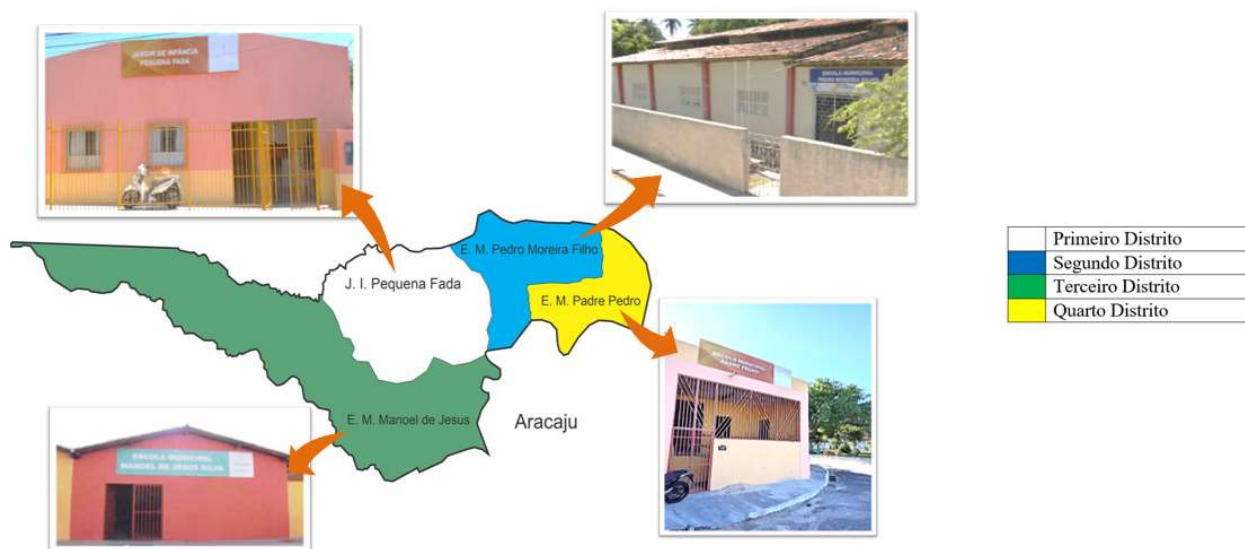 JARDIM DE INFÂNCIA
PEQUENA FADA
ESCOLA MUNICIPAL
PEDRO MOREIRA FILHO
E. M. Pedro Moreira Filho
J. I. Pequena Fada
E. M. Padre Pedro
E. M. Manoel de Jesus
Aracaju
Primeiro Distrito
Segundo Distrito
Terceiro Distrito
Quarto Distrito
ESCOLA MUNICIPAL
PADRE PEDRO
ESCOLA MUNICIPAL
MANOEL DE JESUS SILVA